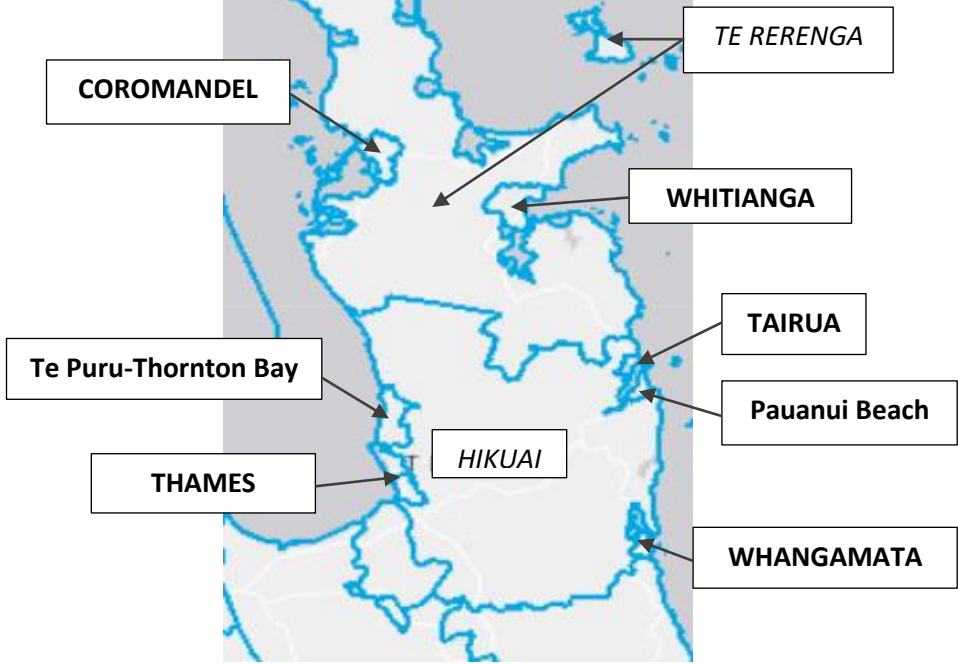 TE RERENGA
COROMANDEL
WHITIANGA
TAIRUA
Te Puru-Thornton Bay
Pauanui Beach
HIKUAI
T
THAMES
WHANGAMATA